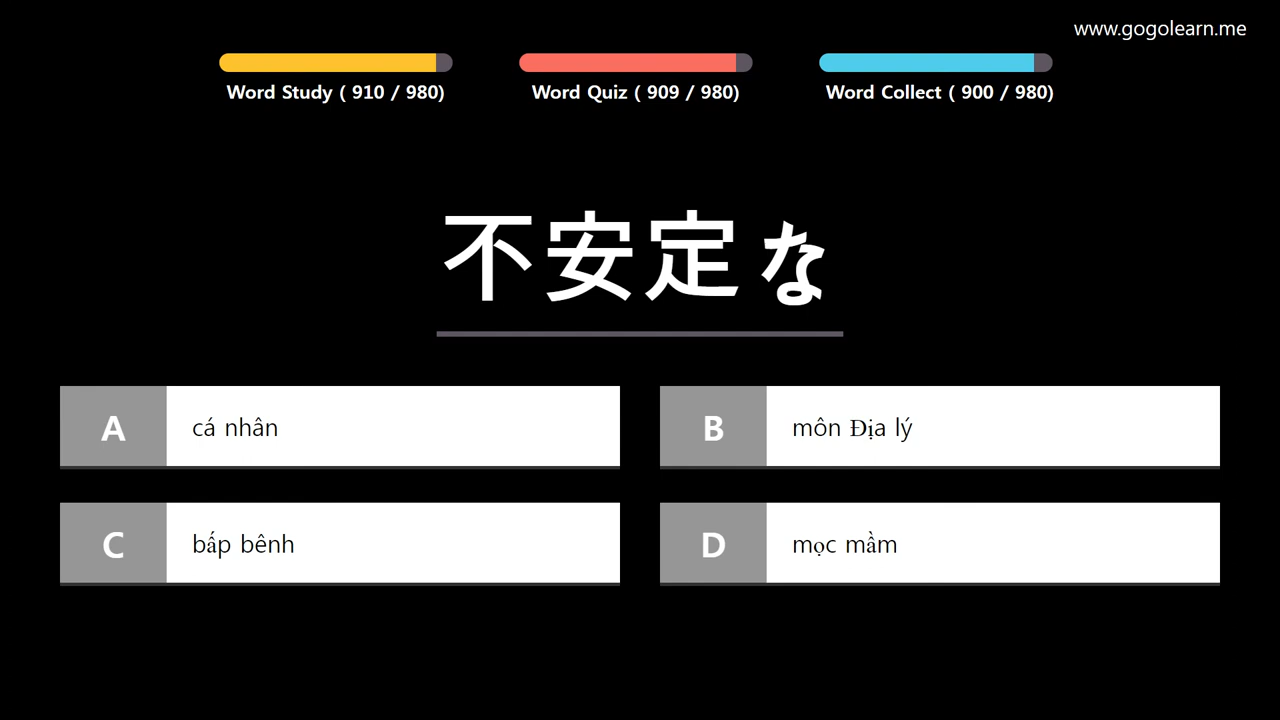 www.gogolearn.me
Word Study ( 910 / 980)
Word Quiz ( 909 / 980)
Word Collect ( 900 / 980)
不安定な
A cá nhân
B môn Địa lý
C bấp bênh
D mọc mầm